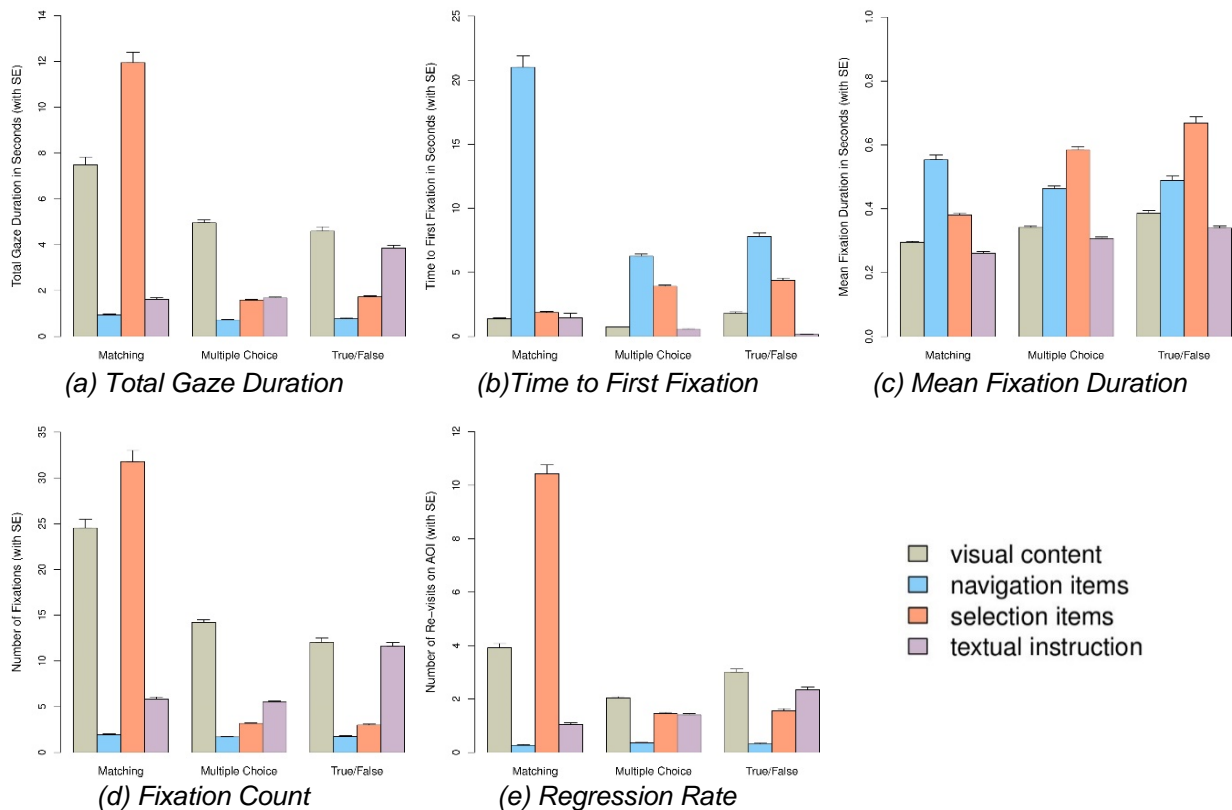 Total Gaze Duration in Seconds (with SE)
0 2 4 6 8 10 12 14
Matching Multiple Choice True/False
(a) Total Gaze Duration
Time to First Fixation in Seconds (with SE)
0 5 10 15 20 25
Matching Multiple Choice True/False
(b)Time to First Fixation
Mean Fixation Duration in Seconds (with SE)
0.0 0.2 0.4 0.6 0.8 1.0
Matching Multiple Choice True/False
(c) Mean Fixation Duration
Number of Fixations (with SE)
0 5 10 15 20 25 30 35
Matching Multiple Choice True/False
(d) Fixation Count
Number of Re-visits on AOI (with SE)
0 2 4 6 8 10 12
Matching Multiple Choice True/False
(e) Regression Rate
visual content
navigation items
selection items
textual instruction